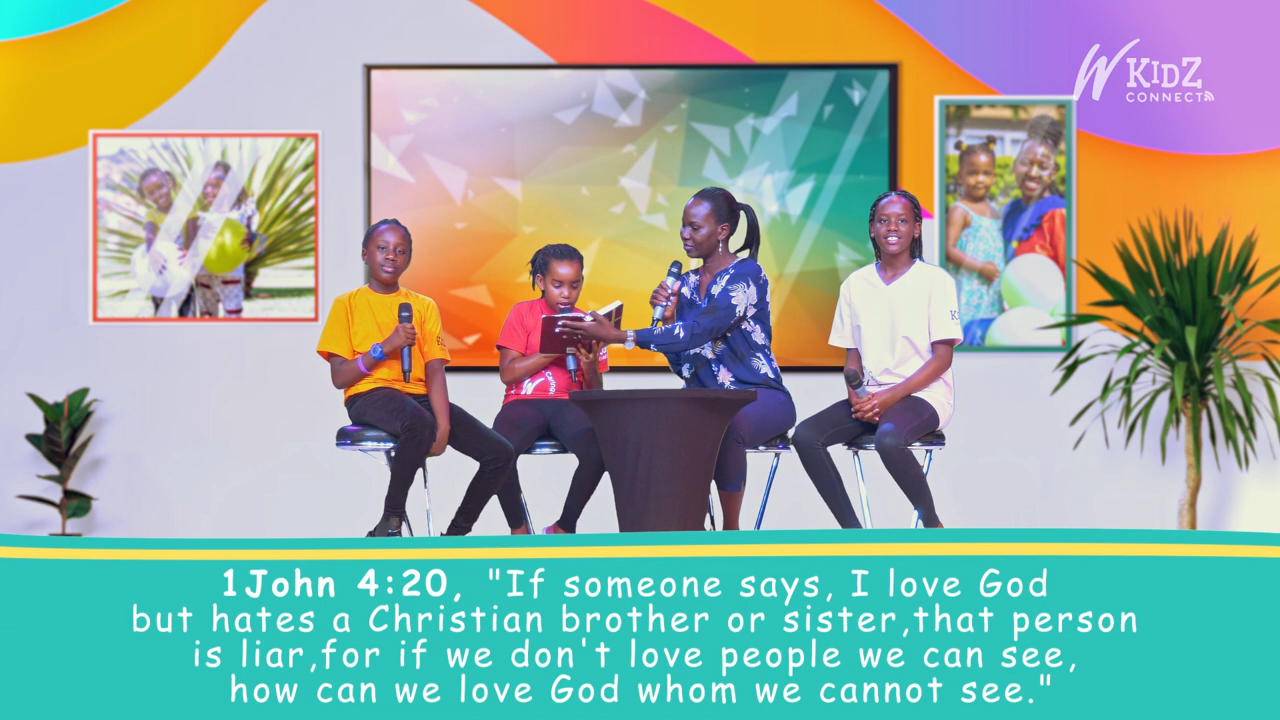 W KIDZ
CONNECT
1John 4:20, "If someone says, I love God
but hates a Christian brother or sister,that person
is liar,for if we don't love people we can see,
how can we love God whom we cannot see."